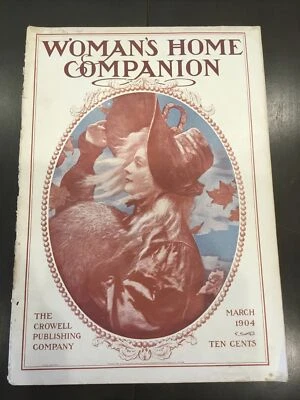 WOMAN'S HOME
COMPANION
THE
CROWELL
PUBLISHING
COMPANY
MARCH
1904
TEN CENTS